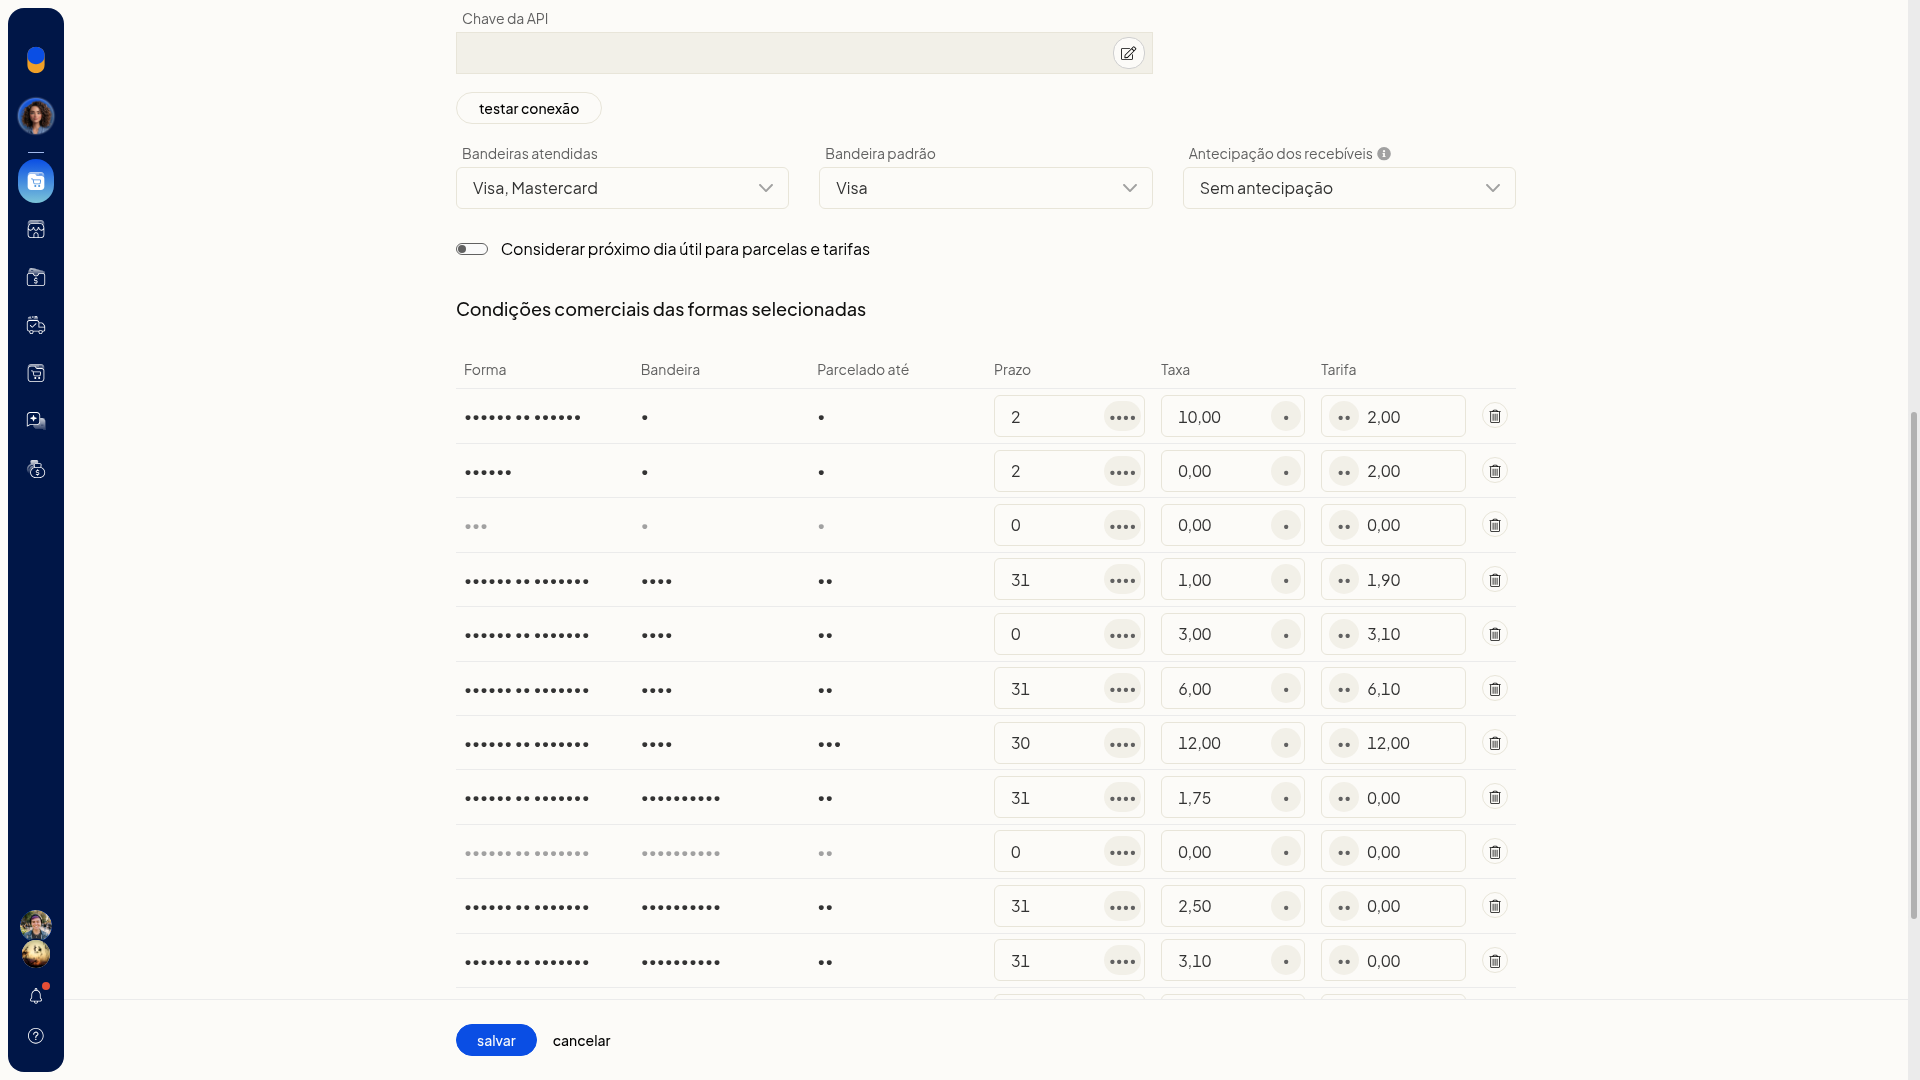 Chave da API
testar conexão
Bandeiras atendidas Bandeira padrão Antecipação dos recebíveis
Visa, Mastercard Visa Sem antecipação
Considerar próximo dia útil para parcelas e tarifas
Condições comerciais das formas selecionadas
Forma Bandeira Parcelado até Prazo Taxa Tarifa
•••••• •• •••••• • • 2 •••• 10,00 • •• 2,00
•••••• • • 2 •••• 0,00 • •• 2,00
••• • • 0 •••• 0,00 • •• 0,00
•••••• •• ••••••• •••• •• 31 •••• 1,00 • •• 1,90
•••••• •• ••••••• •••• •• 0 •••• 3,00 • •• 3,10
•••••• •• ••••••• •••• •• 31 •••• 6,00 • •• 6,10
•••••• •• ••••••• •••• ••• 30 •••• 12,00 • •• 12,00
•••••• •• ••••••• •••••••••• •• 31 •••• 1,75 • •• 0,00
•••••• •• ••••••• •••••••••• •• 0 •••• 0,00 • •• 0,00
•••••• •• ••••••• •••••••••• •• 31 •••• 2,50 • •• 0,00
•••••• •• ••••••• •••••••••• •• 31 •••• 3,10 • •• 0,00
salvar cancelar